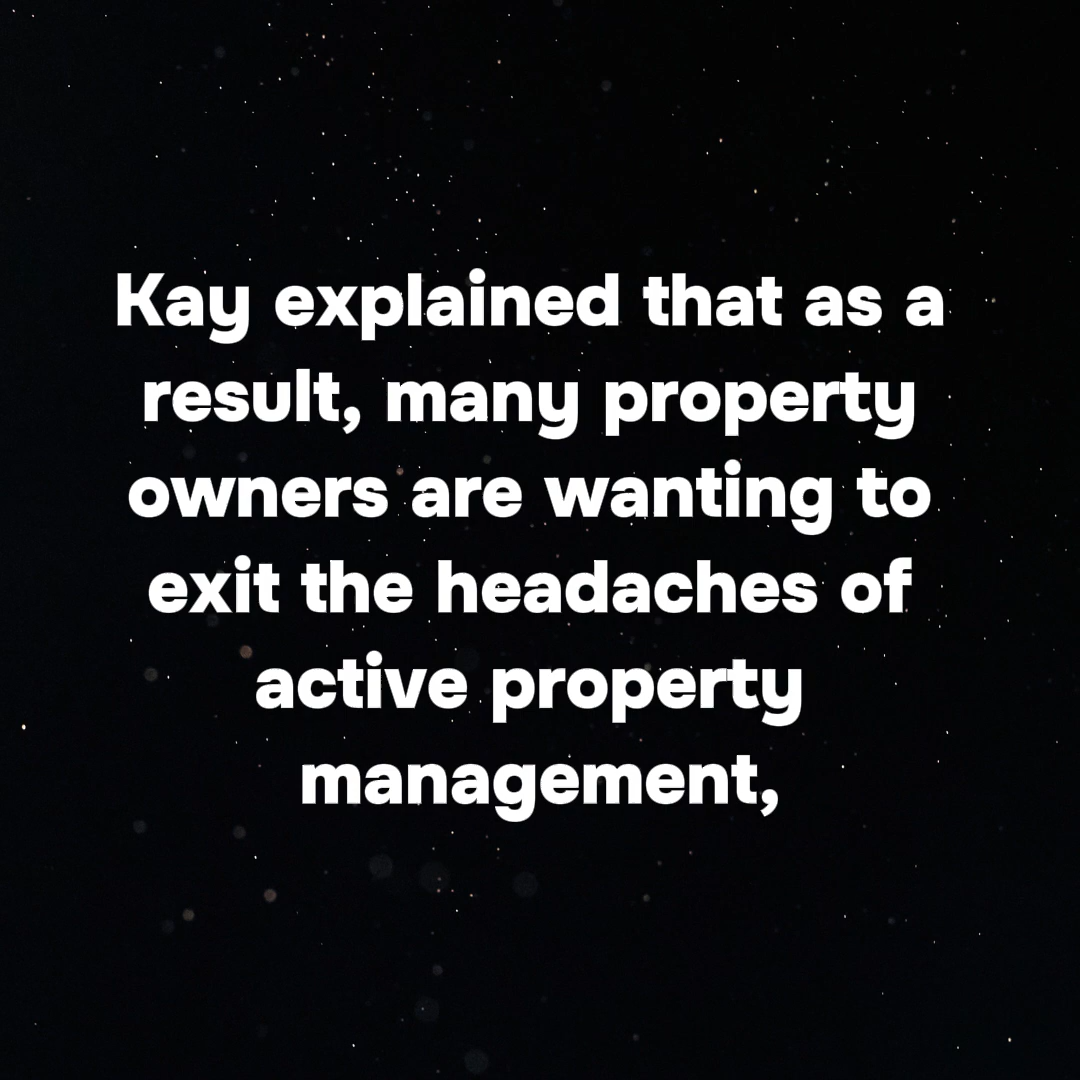 Kay explained that as a
result, many property
owners are wanting to
exit the headaches of
active property
management,